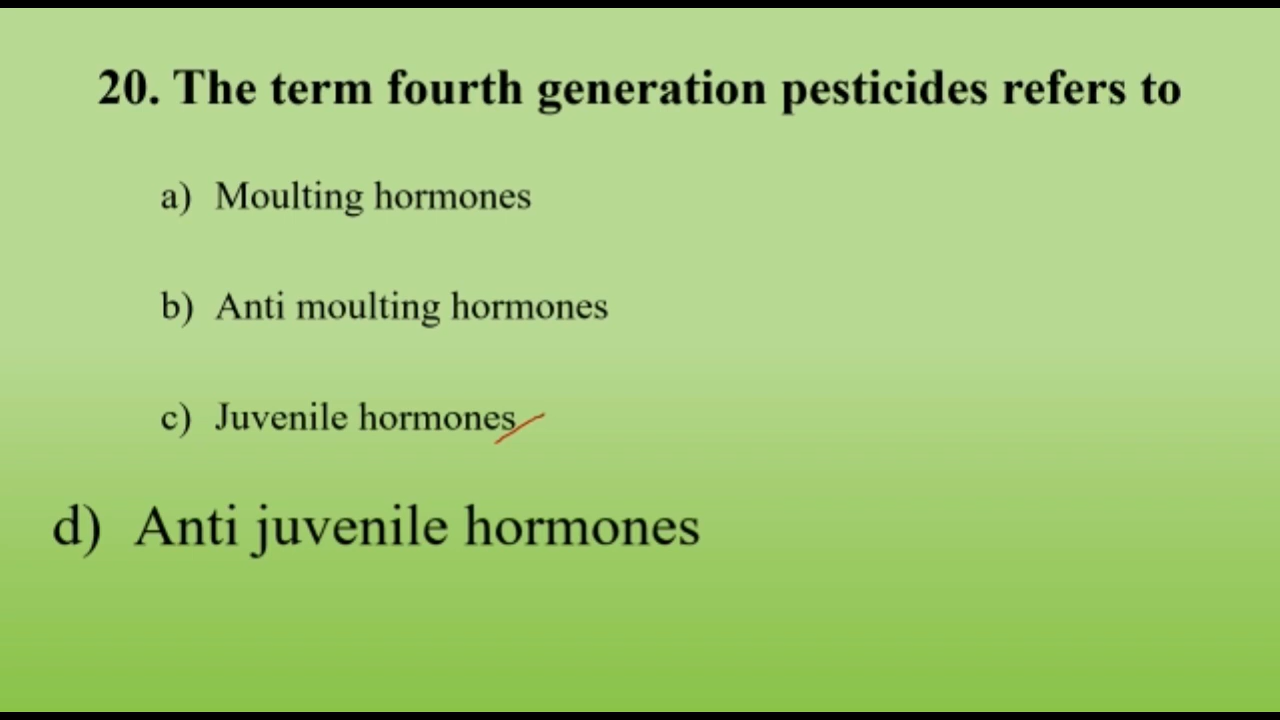 20. The term fourth generation pesticides refers to
a) Moulting hormones
b) Anti moulting hormones
c) Juvenile hormones
d) Anti juvenile hormones